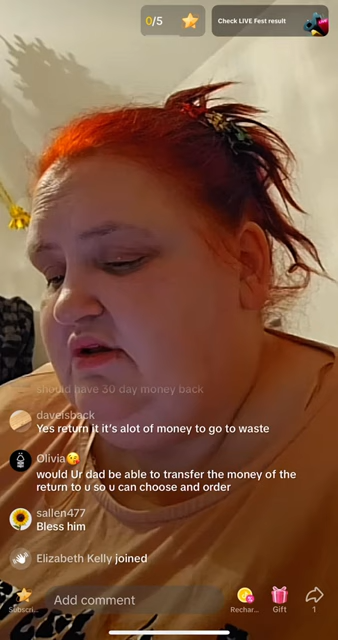 0/5
Check LIVE Fest result
should have 30 day money back
davelsback
Yes return it it's alot of money to go to waste
Olivia😘
would Ur dad be able to transfer the money of the
return to u so u can choose and order
sallen477
Bless him
Elizabeth Kelly joined
Subscri...
Add comment
Rechar...
Gift
1